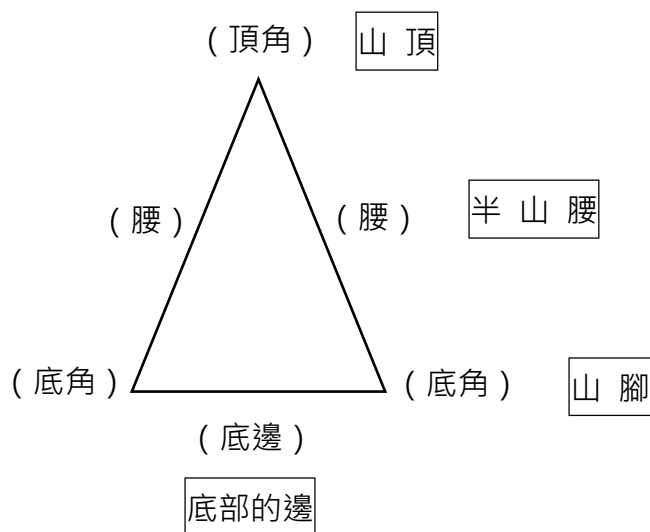 (頂角) 山頂
(腰) (腰) 半山腰
(底角) (底角) 山腳
(底邊)
底部的邊